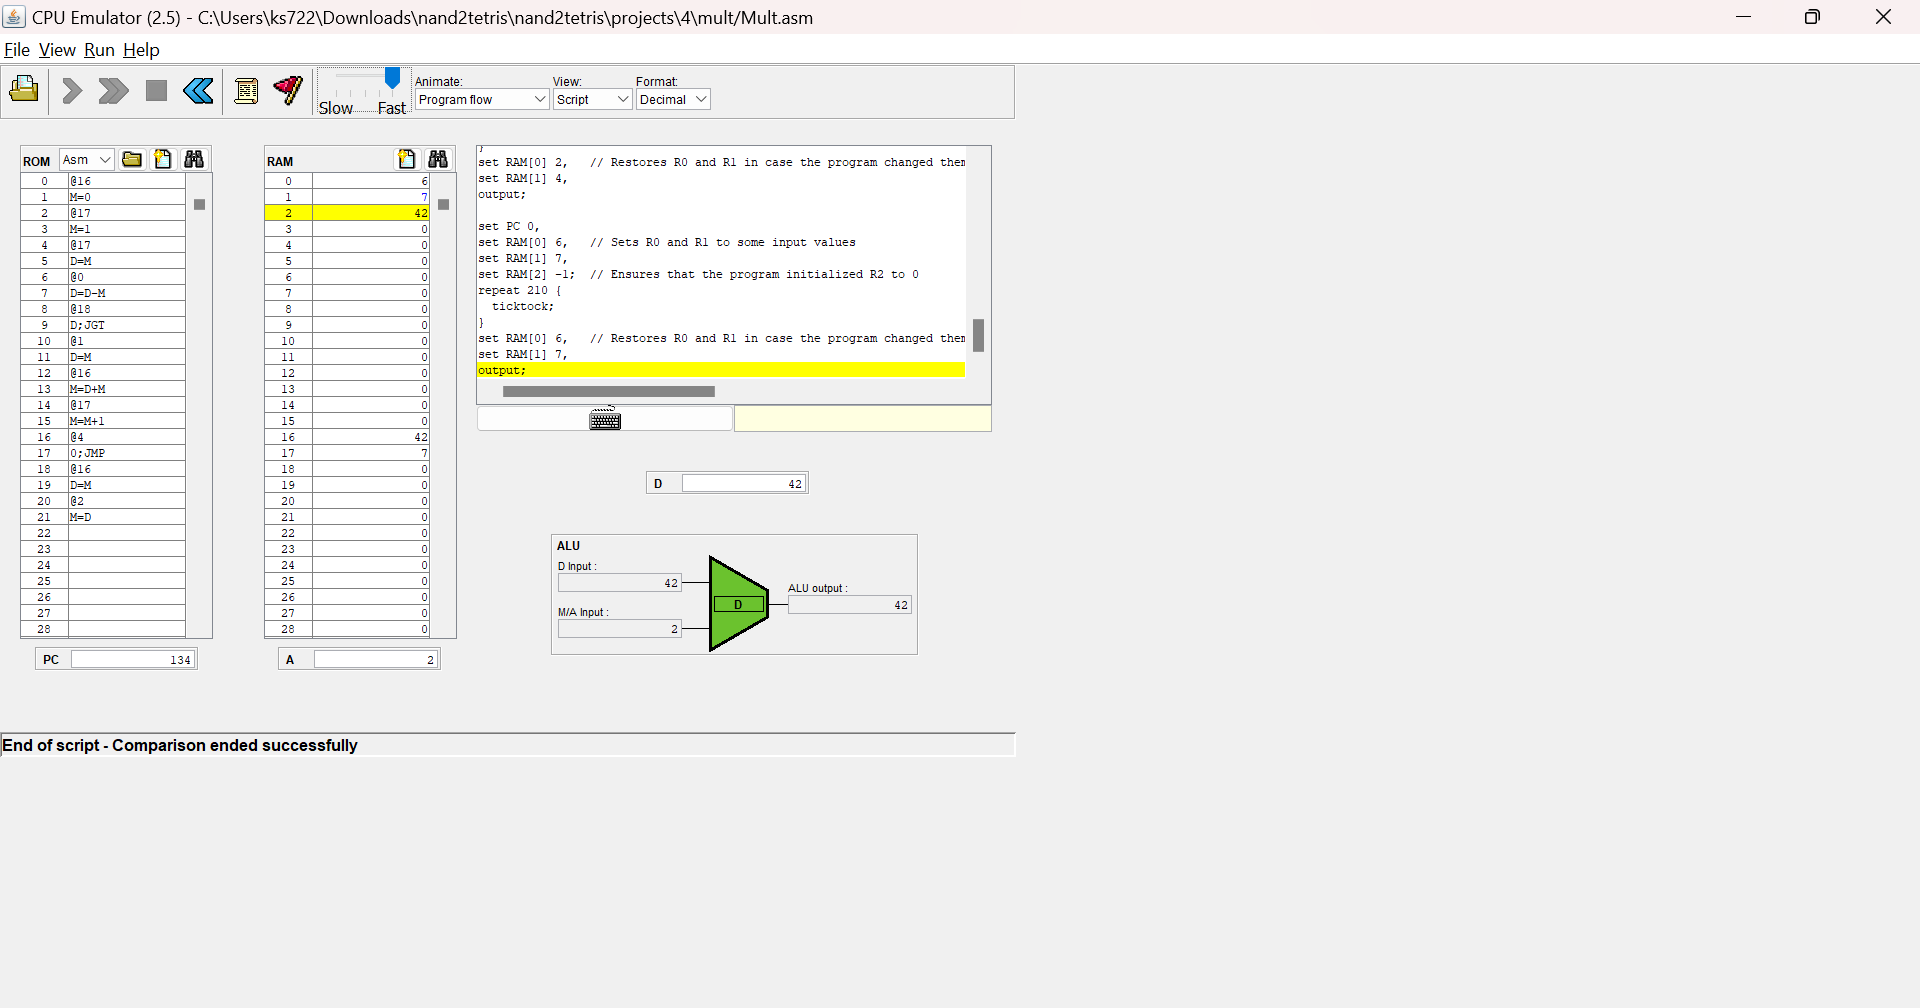 CPU Emulator (2.5) - C:\Users\ks722\Downloads\nand2tetris\nand2tetris\projects\4\mult/Mult.asm
File View Run Help
Slow Fast
Animate: View: Format:
Program flow Script Decimal
ROM Asm
0 @16
1 M=0
2 @17
3 M=1
4 @17
5 D=M
6 @0
7 D=D-M
8 @18
9 D;JGT
10 @1
11 D=M
12 @16
13 M=D+M
14 @17
15 M=M+1
16 @4
17 0;JMP
18 @16
19 D=M
20 @2
21 M=D
22
23
24
25
26
27
28
PC 134
RAM
0 6
1 7
2 42
3 0
4 0
5 0
6 0
7 0
8 0
9 0
10 0
11 0
12 0
13 0
14 0
15 0
16 42
17 7
18 0
19 0
20 0
21 0
22 0
23 0
24 0
25 0
26 0
27 0
28 0
A 2
}
set RAM[0] 2, // Restores R0 and R1 in case the program changed them
set RAM[1] 4,
output;
set PC 0,
set RAM[0] 6, // Sets R0 and R1 to some input values
set RAM[1] 7,
set RAM[2] -1; // Ensures that the program initialized R2 to 0
repeat 210 {
ticktock;
}
set RAM[0] 6, // Restores R0 and R1 in case the program changed them
set RAM[1] 7,
output;
D 42
ALU
D Input :
42
M/A Input :
2
D
ALU output :
42
End of script - Comparison ended successfully